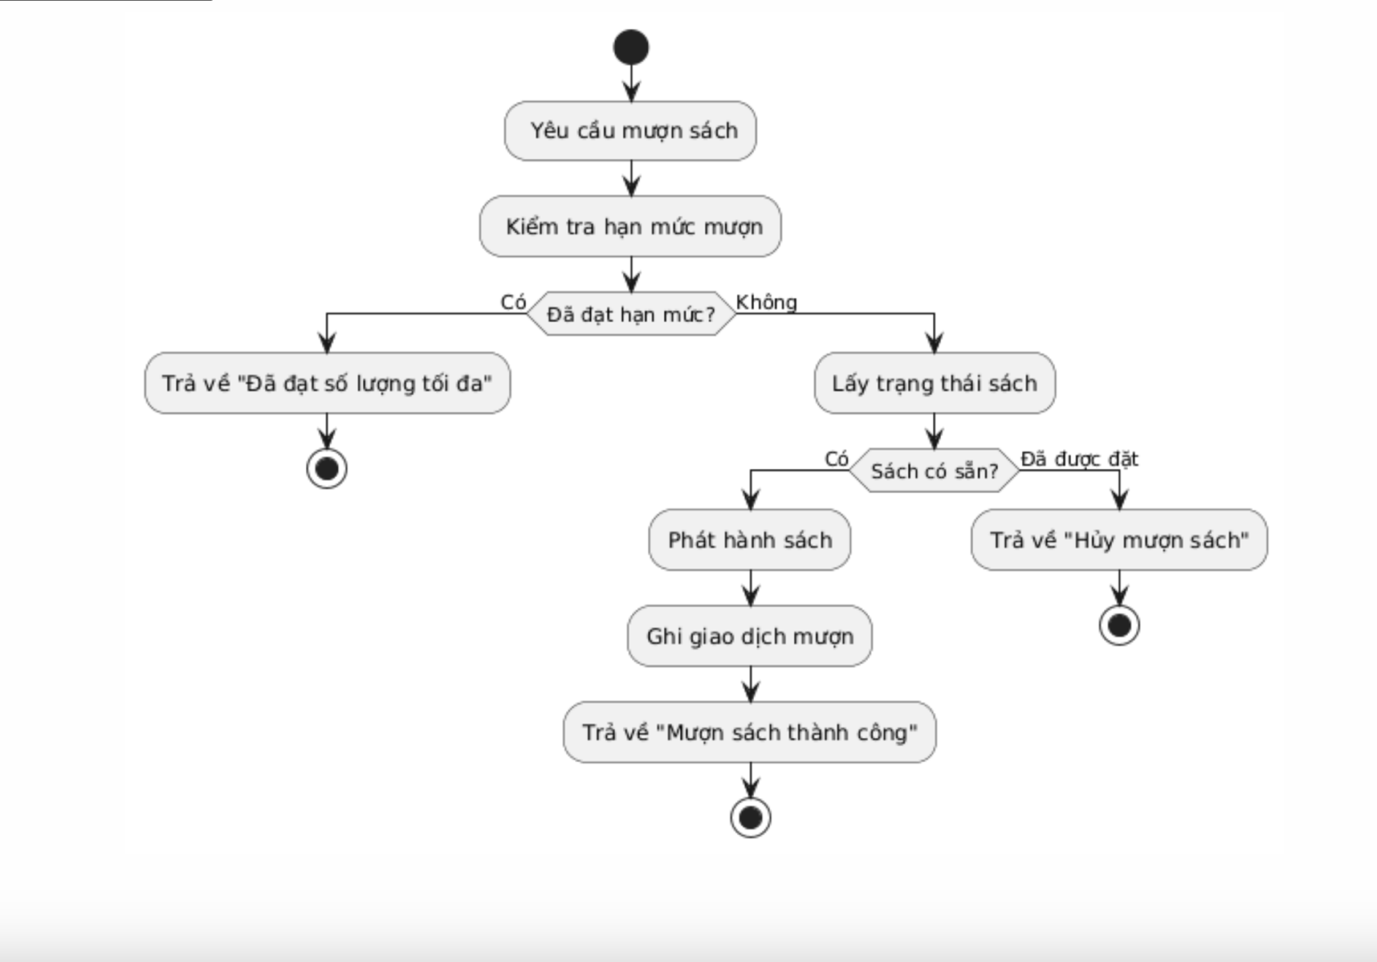 Yêu cầu mượn sách
Kiểm tra hạn mức mượn
Có
Đã đạt hạn mức?
Không
Trả về "Đã đạt số lượng tối đa"
Lấy trạng thái sách
Có
Sách có sẵn?
Đã được đặt
Phát hành sách
Trả về "Hủy mượn sách"
Ghi giao dịch mượn
Trả về "Mượn sách thành công"